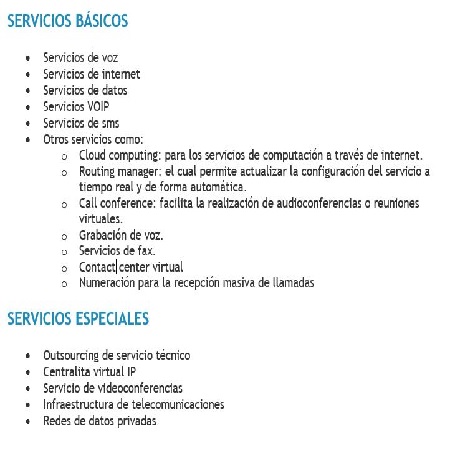 SERVICIOS BÁSICOS
• Servicios de voz
• Servicios de internet
• Servicios de datos
• Servicios VOIP
• Servicios de sms
• Otros servicios como:
o Cloud computing: para los servicios de computación a través de internet.
o Routing manager: el cual permite actualizar la configuración del servicio a
tiempo real y de forma automática.
o Call conference: facilita la realización de audioconferencias o reuniones
virtuales.
o Grabación de voz.
o Servicios de fax.
o Contact center virtual
o Numeración para la recepción masiva de llamadas
SERVICIOS ESPECIALES
• Outsourcing de servicio técnico
• Centralita virtual IP
• Servicio de videoconferencias
• Infraestructura de telecomunicaciones
• Redes de datos privadas